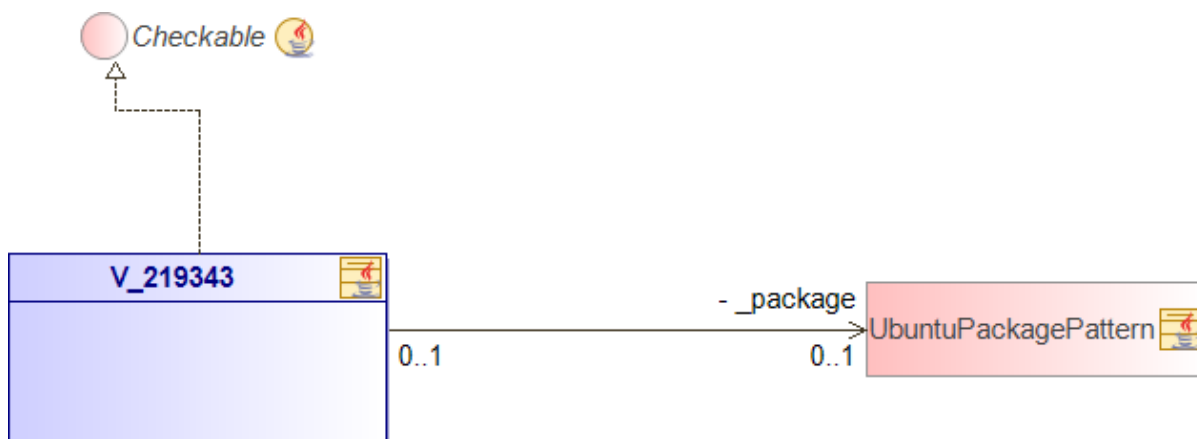 Checkable
V_219343
- _package
UbuntuPackagePattern
0..1
0..1